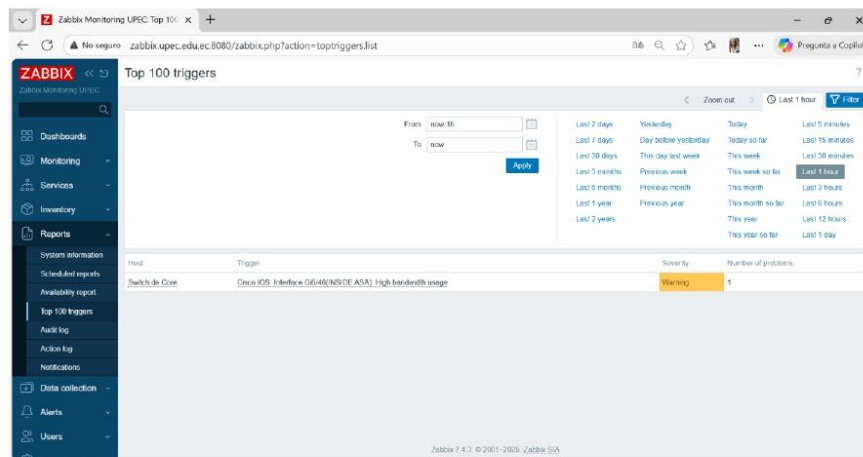 Zabbix Monitoring UPEC: Top 100
No seguro zabbix.upec.edu.ec:8080/zabbix.php?action=toptriggers.list
Pregunta a Copilot
ZABBIX
Zabbix Monitoring UPEC
Top 100 triggers
?
Zoom out Last 1 hour Filter
Dashboards
Monitoring
Services
Inventory
Reports
System information
Scheduled reports
Availability report
Top 100 triggers
Audit log
Action log
Notifications
Data collection
Alerts
Users
From now-1h
To now
Apply
Last 2 days Yesterday Today Last 5 minutes
Last 7 days Day before yesterday Today so far Last 15 minutes
Last 30 days This day last week This week Last 30 minutes
Last 3 months Previous week This week so far Last 1 hour
Last 6 months Previous month This month Last 3 hours
Last 1 year Previous year This month so far Last 6 hours
Last 2 years This year Last 12 hours
This year so far Last 1 day
Host Trigger Severity Number of problems
Switch de Core Cisco IOS: Interface Gi6/46(INSIDE ASA): High bandwidth usage Warning 1
Zabbix 7.4.3. © 2001–2025, Zabbix SIA